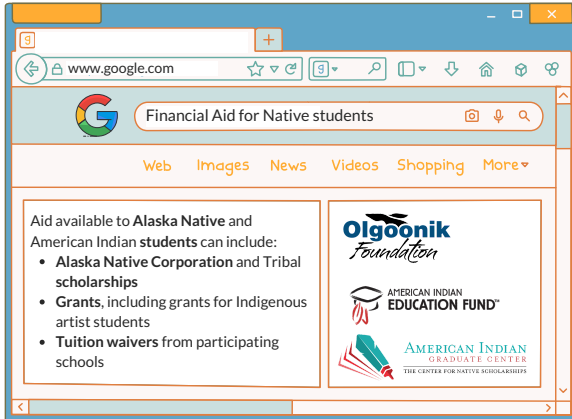 g
www.google.com
g
G
Financial Aid for Native students
Web Images News Videos Shopping More
Aid available to Alaska Native and
American Indian students can include:
• Alaska Native Corporation and Tribal
scholarships
• Grants, including grants for Indigenous
artist students
• Tuition waivers from participating
schools
Olgoonik
Foundation
AMERICAN INDIAN
EDUCATION FUND™
AMERICAN INDIAN
GRADUATE CENTER
THE CENTER FOR NATIVE SCHOLARSHIPS